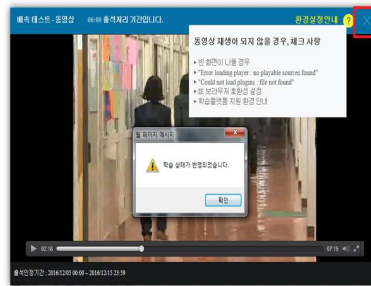 배속 테스트 - 동영상
00:00 출석처리 기간입니다.
환경설정안내 ?
동영상 재생이 되지 않을 경우, 체크 사항
▸ 빈 화면이 나올 경우
▸ "Error loading player : no playable sources found"
▸ "Could not load plugins : file not found"
▸ IE 브라우저 호환성 설정
▸ 학습플랫폼 지원 환경 안내
웹 페이지 메시지
학습 상태가 반영되었습니다.
확인
02:18
07:15
출석인정기간 : 2016/12/05 00:00 ~ 2016/12/15 23:59